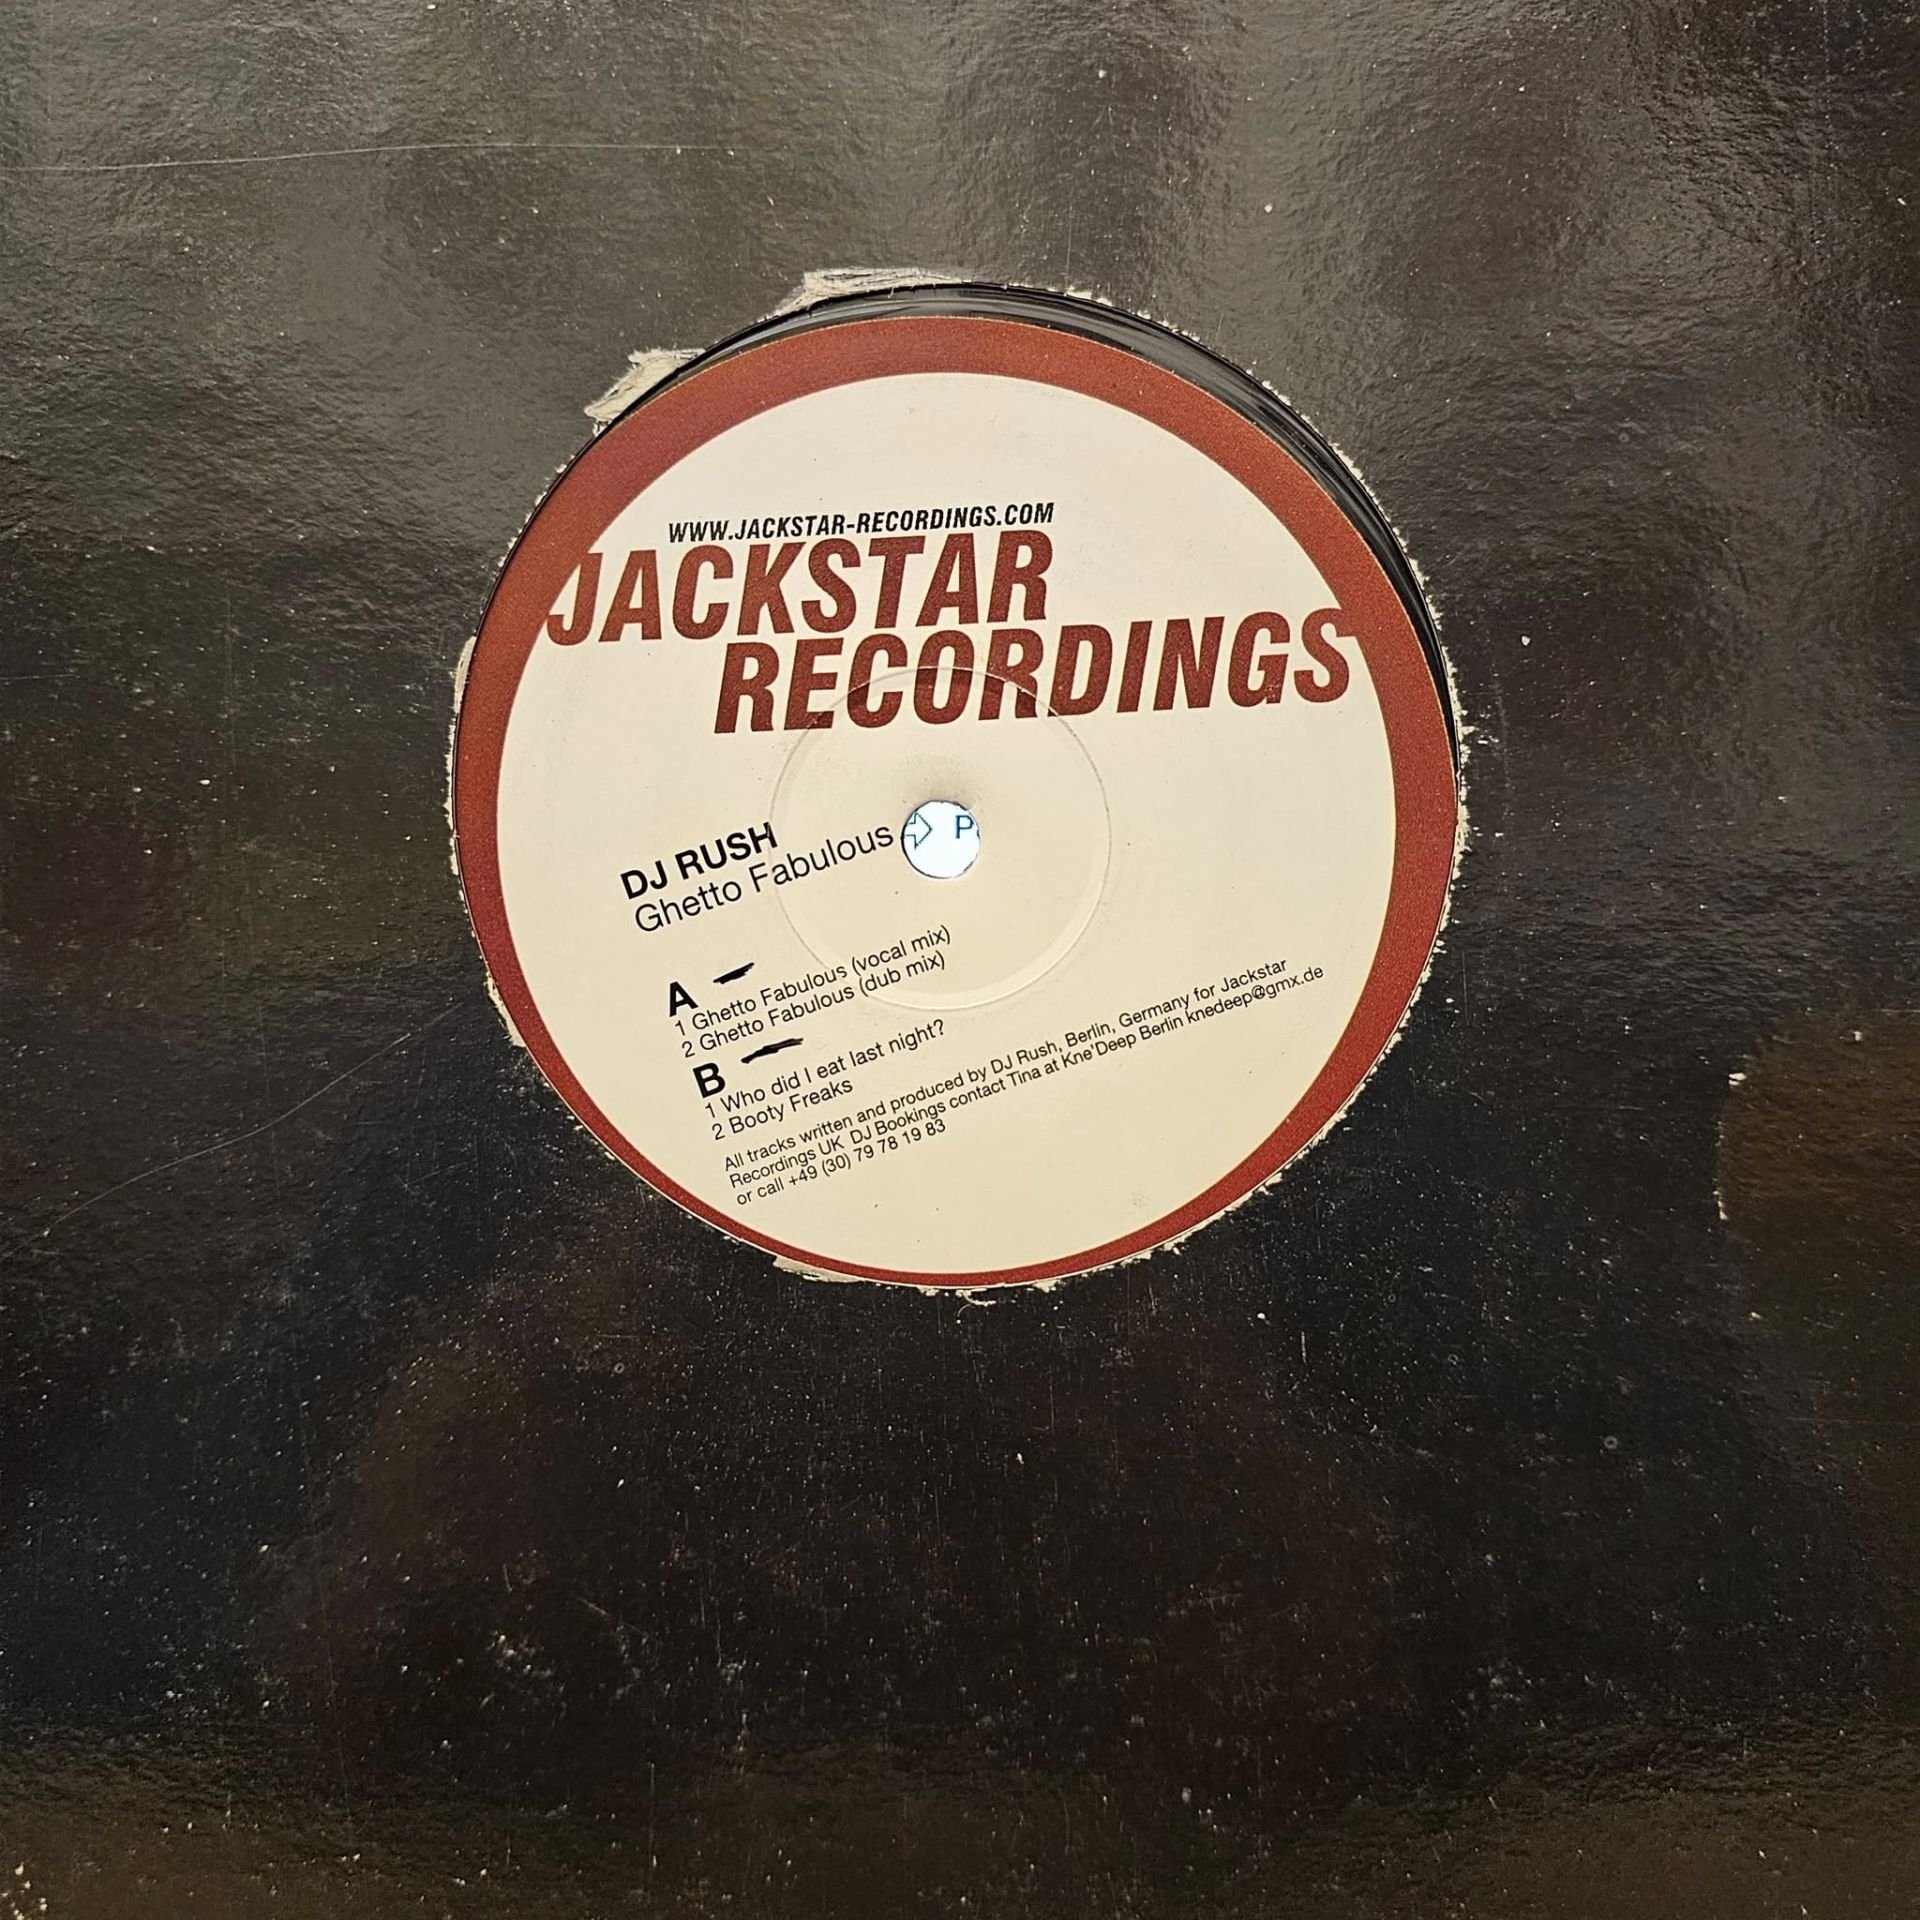 WWW.JACKSTAR-RECORDINGS.COM
JACKSTAR
RECORDINGS
DJ RUSH
Ghetto Fabulous
P
A
1 Ghetto Fabulous (vocal mix)
2 Ghetto Fabulous (dub mix)
B
1 Who did I eat last night?
2 Booty Freaks
All tracks written and produced by DJ Rush, Berlin, Germany for Jackstar
Recordings UK DJ Bookings contact Tina at Kne'Deep Berlin knedeep@gmx.de
or call +49 (30) 79 78 19 83